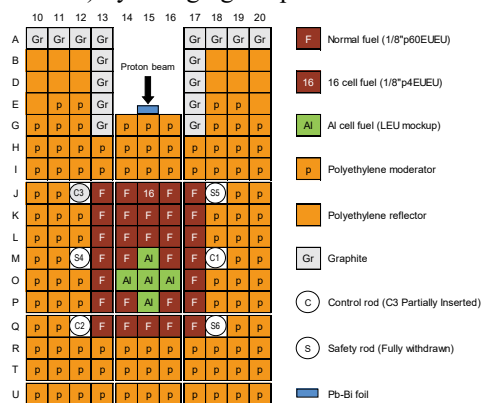 10 11 12 13 14 15 16 17 18 19 20
A Gr Gr Gr Gr Gr Gr Gr Gr
B Gr Gr
Proton beam
D Gr Gr
E p p Gr Gr p p
G p p p Gr p p p Gr p p p
H p p p p p p p p p p p
I p p p p p p p p p p p
J p p C3 F F 16 F F S5 p p
K p p p F F F F F p p p
L p p p F F F F F p p p
M p p S4 F F Al F F C1 p p
O p p p F Al Al Al F p p p
P p p p F F Al F F p p p
Q p p C2 F F F F F S6 p p
R p p p p p p p p p p p
T p p p p p p p p p p p
U p p p p p p p p p p p
F Normal fuel (1/8"p60EUEU)
16 16 cell fuel (1/8"p4EUEU)
Al Al cell fuel (LEU mockup)
p Polyethylene moderator
Polyethylene reflector
Gr Graphite
C Control rod (C3 Partially Inserted)
S Safety rod (Fully withdrawn)
Pb-Bi foil